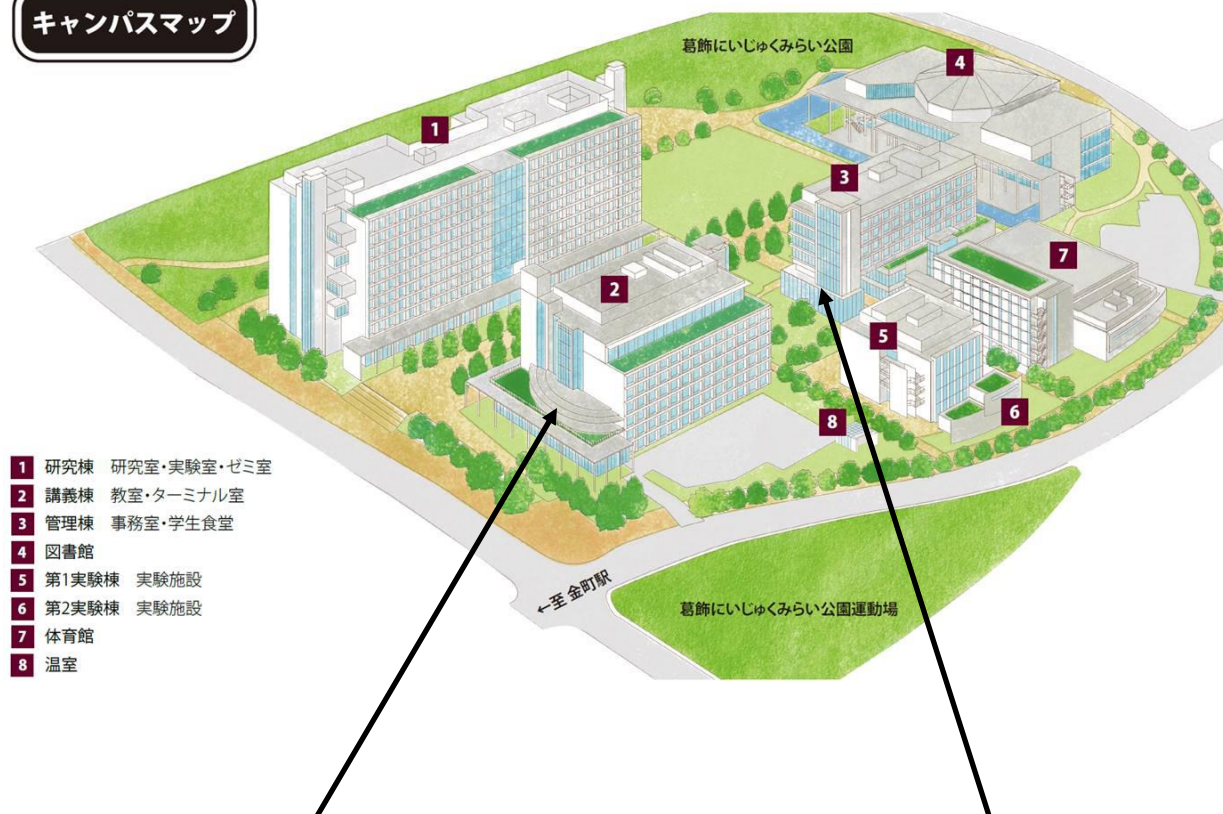 キャンパスマップ
葛飾にいじゅくみらい公園
4
1
3
7
2
5
6
8
1 研究棟 研究室・実験室・ゼミ室
2 講義棟 教室・ターミナル室
3 管理棟 事務室・学生食堂
4 図書館
5 第1実験棟 実験施設
6 第2実験棟 実験施設
7 体育館
8 温室
←至 金町駅
葛飾にいじゅくみらい公園運動場